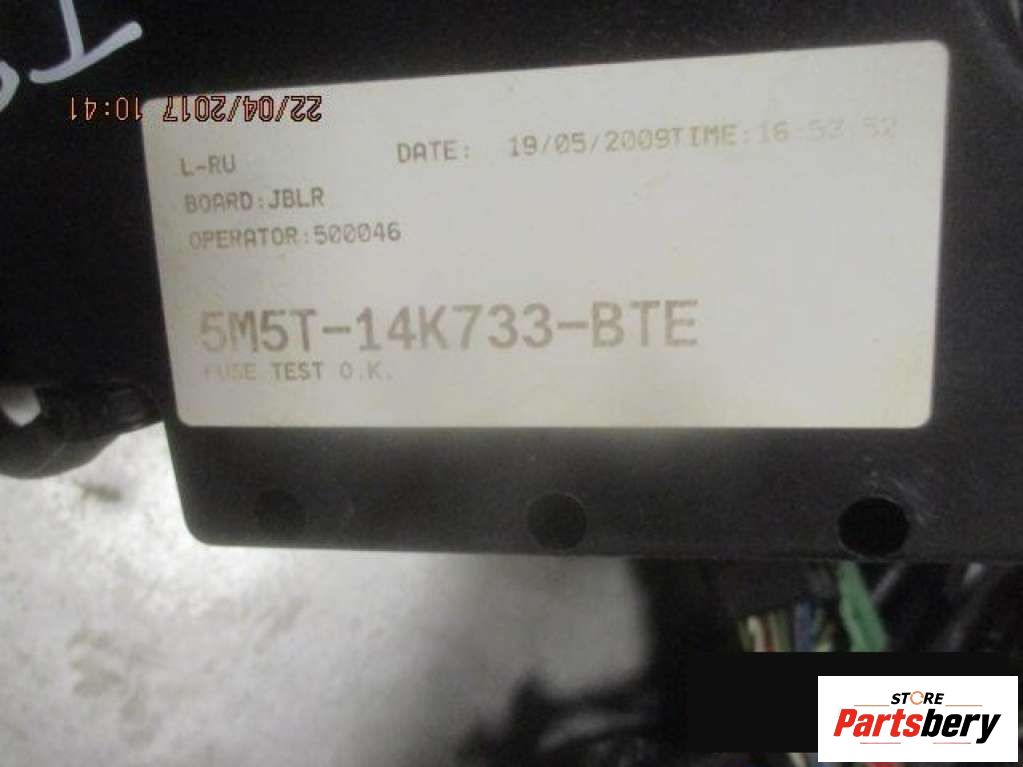 22/04/2017 10:41
L-RU DATE: 19/05/2009TIME:16 53 52
BOARD:JBLR
OPERATOR:500046
5M5T-14K733-BTE
FUSE TEST O.K.
STORE
Partsbery